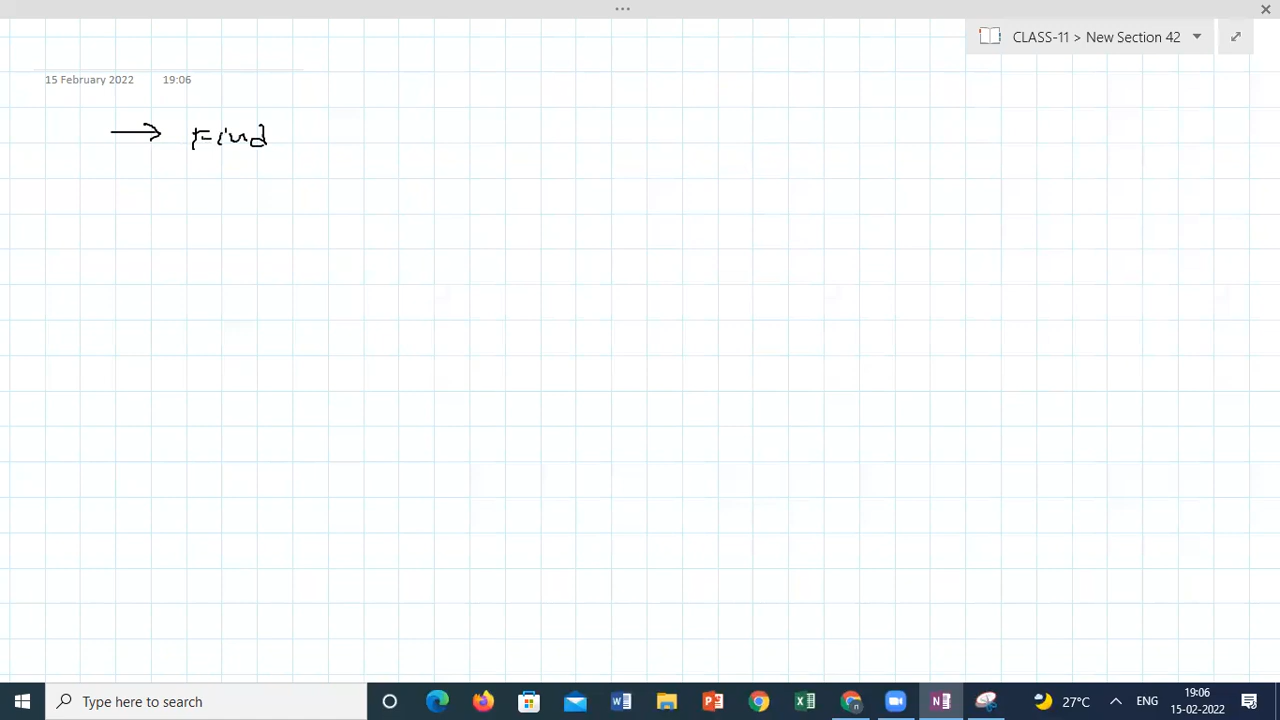 CLASS-11 > New Section 42
15 February 2022 19:06
→ Find
Type here to search
27°C ENG 19:06
15-02-2022